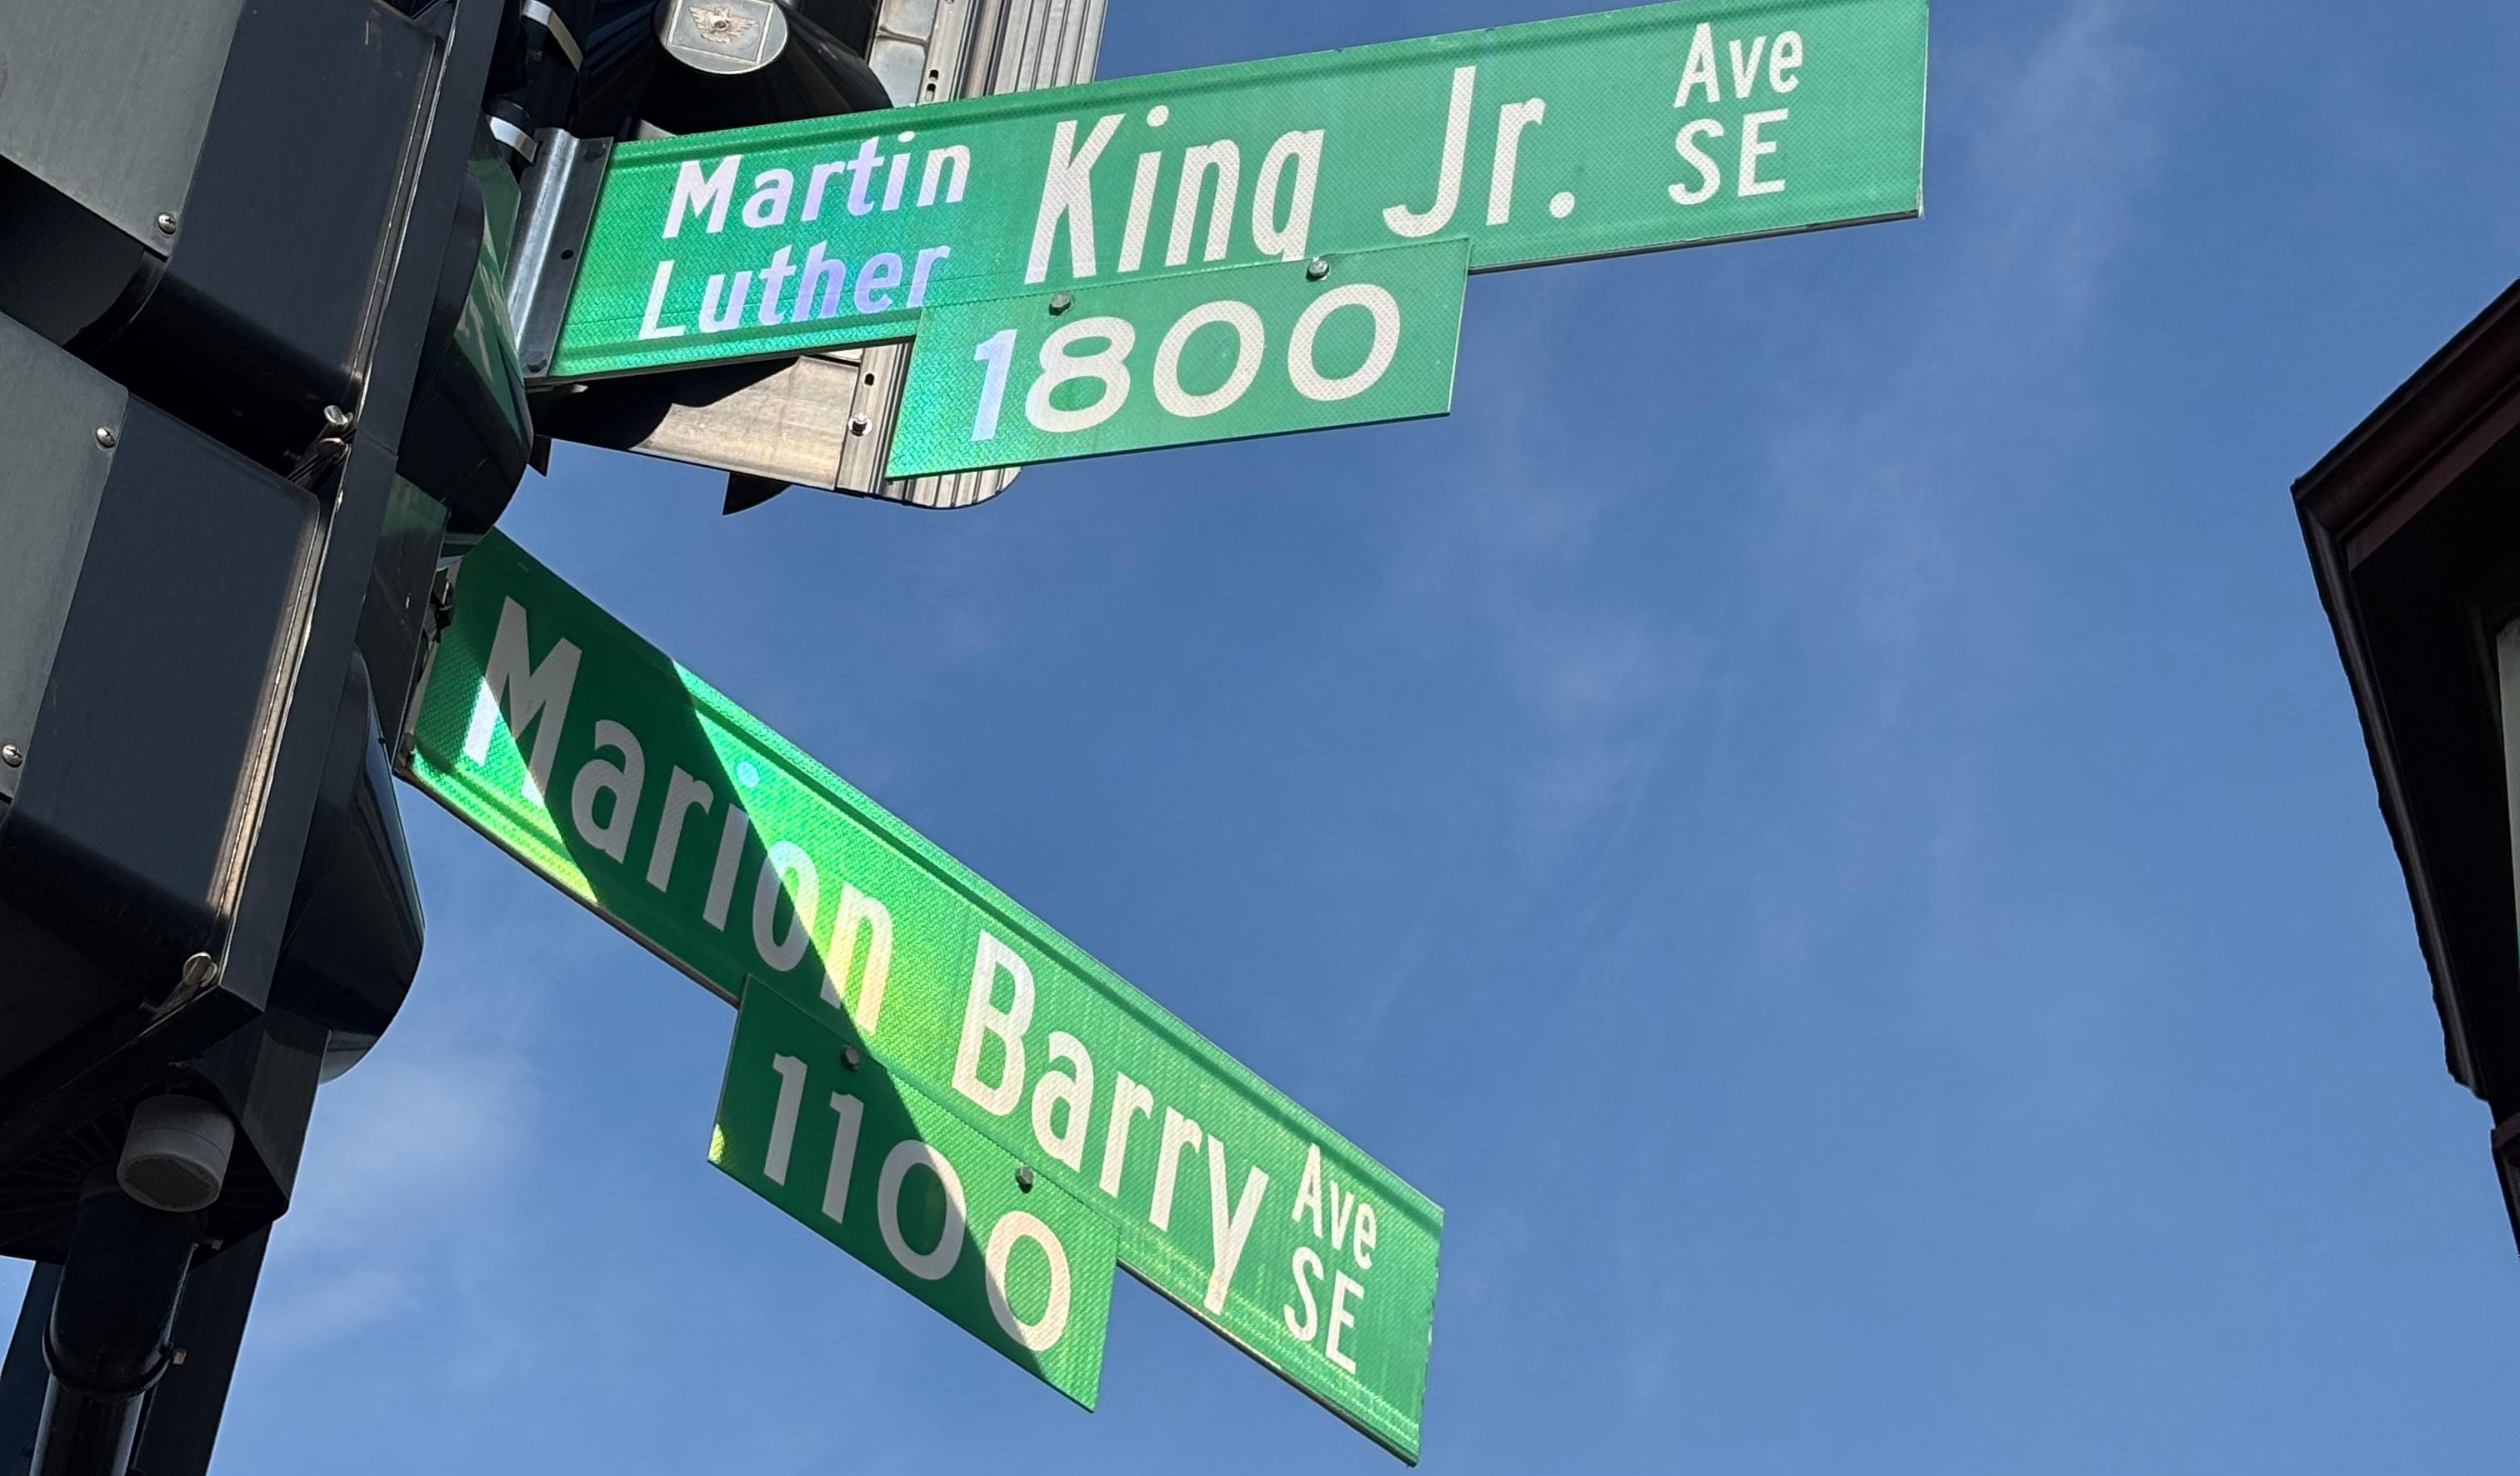 Martin Luther King Jr. Ave SE
1800
Marion Barry Ave SE
1100